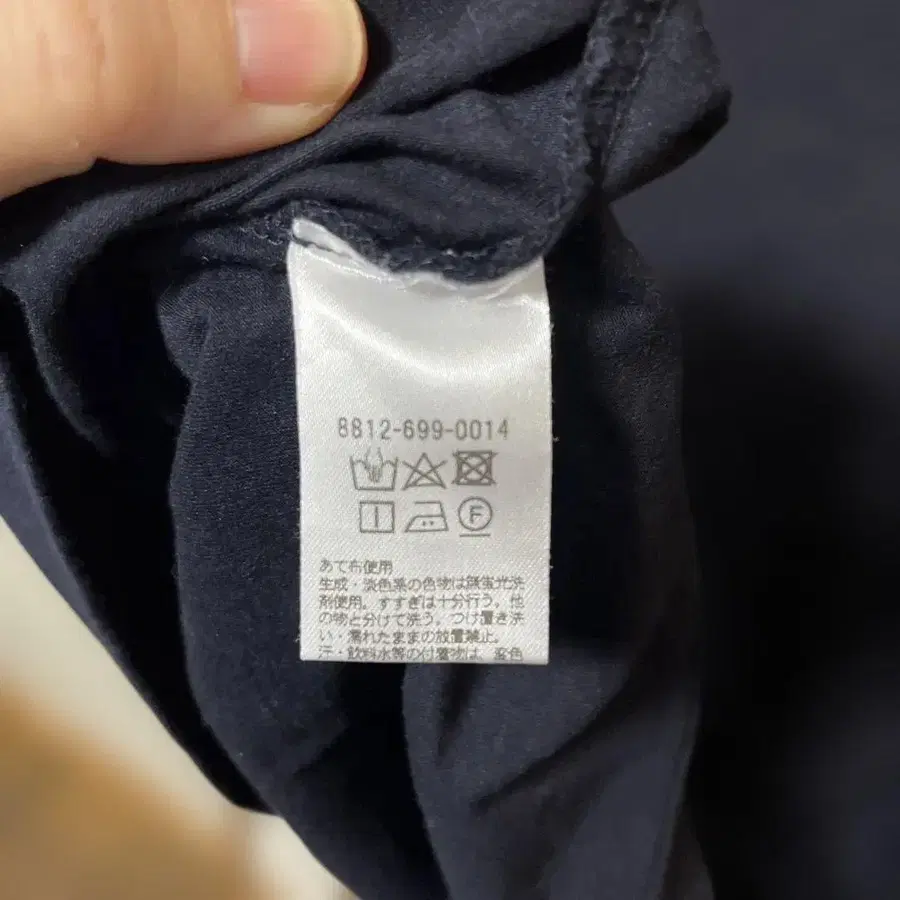 8812-699-0014
F
あて布使用
生成・淡色系の色物は無蛍光洗
剤使用。すすぎは十分行う。他
の物と分けて洗う。つけ置き洗
い・濡れたままの放置禁止。
汗・飲料水等の付着物は、変色